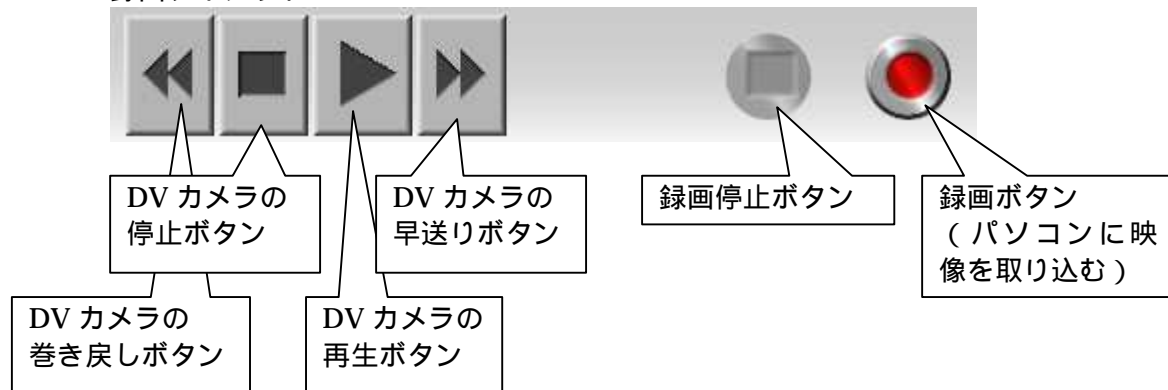 DV カメラの
停止ボタン
DV カメラの
早送りボタン
録画停止ボタン
録画ボタン
(パソコンに映
像を取り込む)
DV カメラの
巻き戻しボタン
DV カメラの
再生ボタン